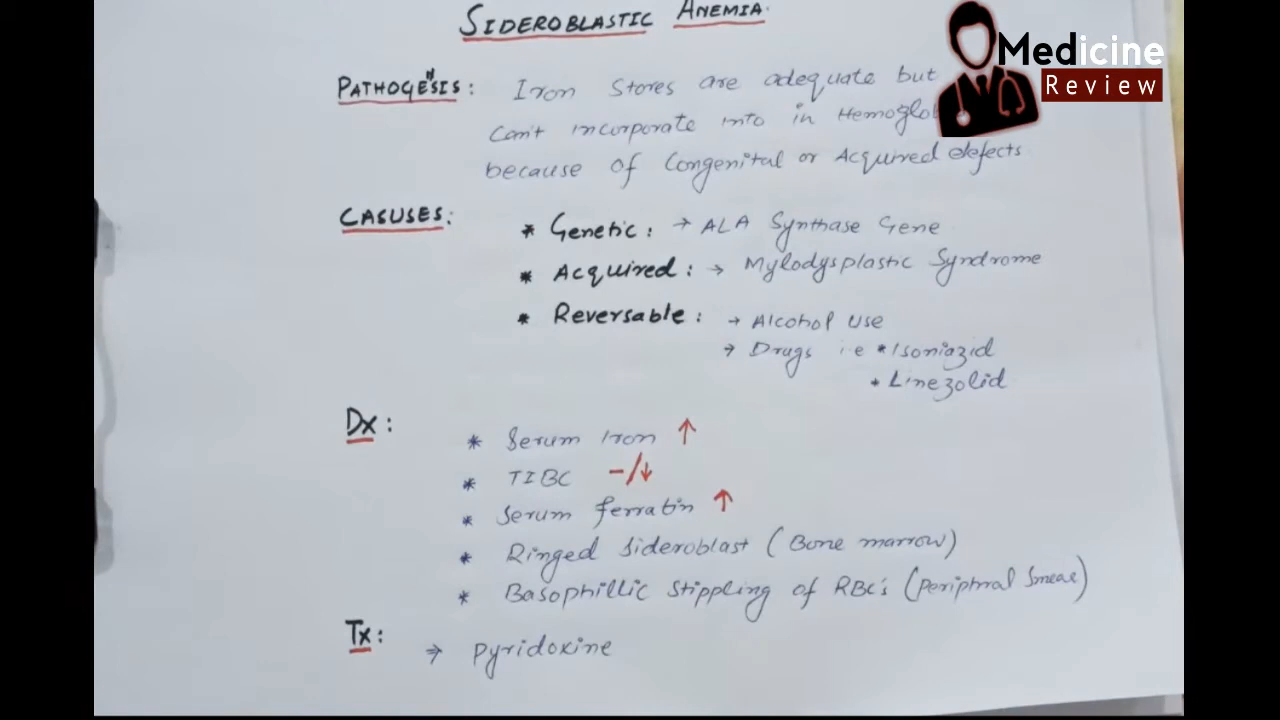 SIDEROBLASTIC ANEMIA
Medicine
Review
PATHOGESIS: Iron Stores are adequate but
Can't incorporate into in Hemoglob
because of Congenital or Acquired defects
CASUSES:
* Genetic: → ALA Synthase Gene
* Acquired: → Mylodysplastic Syndrome
* Reversable: → Alcohol Use
→ Drugs i.e * Isoniazid
* Linezolid
Dx:
* Serum Iron ↑
* TIBC -/↓
* Serum ferratin ↑
* Ringed Sideroblast (Bone marrow)
* Basophillic Stippling of RBC's (Periphral Smear)
Tx:
→ Pyridoxine